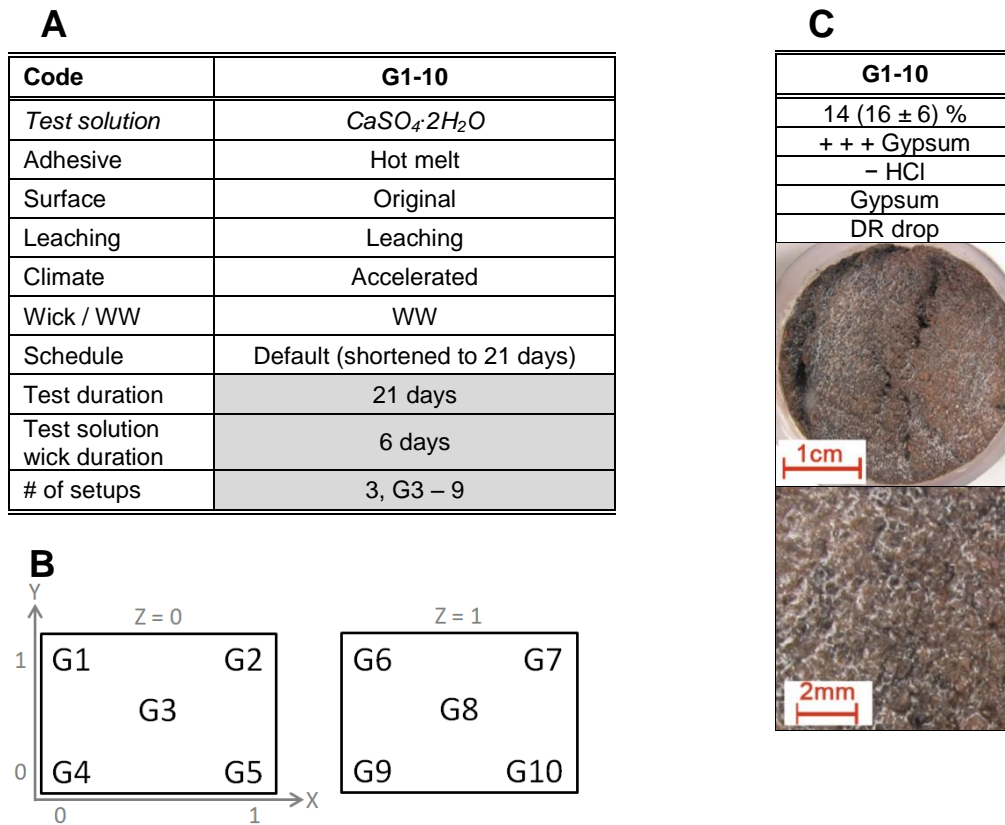 A
Code G1-10
Test solution CaSO₄·2H₂O
Adhesive Hot melt
Surface Original
Leaching Leaching
Climate Accelerated
Wick / WW WW
Schedule Default (shortened to 21 days)
Test duration 21 days
Test solution
wick duration 6 days
# of setups 3, G3 – 9
B
Y
Z = 0
1
G1 G2
G3
0
G4 G5
X
0 1
Z = 1
G6 G7
G8
G9 G10
C
G1-10
14 (16 ± 6) %
+ + + Gypsum
− HCl
Gypsum
DR drop
1cm
2mm